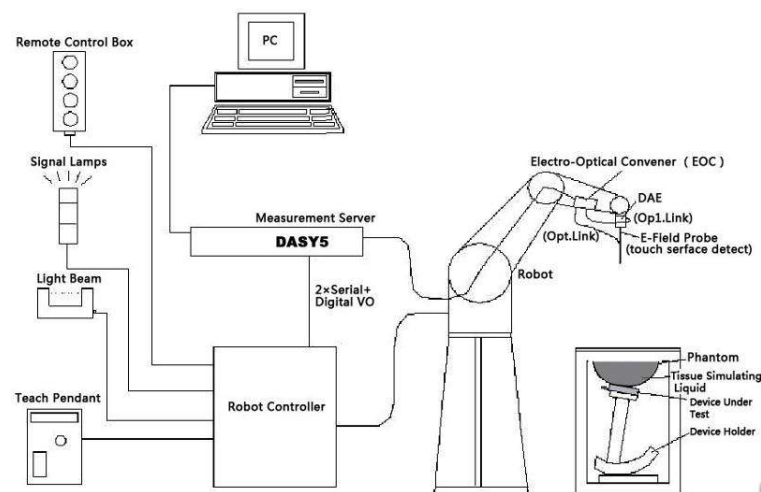 Remote Control Box
PC
Signal Lamps
Electro-Optical Convener（EOC）
DAE
(Op1.Link)
Measurement Server
DASY5
(Opt.Link)
E-Field Probe
(touch serface detect)
Light Beam
2×Serial+
Digital VO
Robot
Phantom
Tissue Simulating
Liquid
Teach Pendant
Robot Controller
Device Under
Test
Device Holder